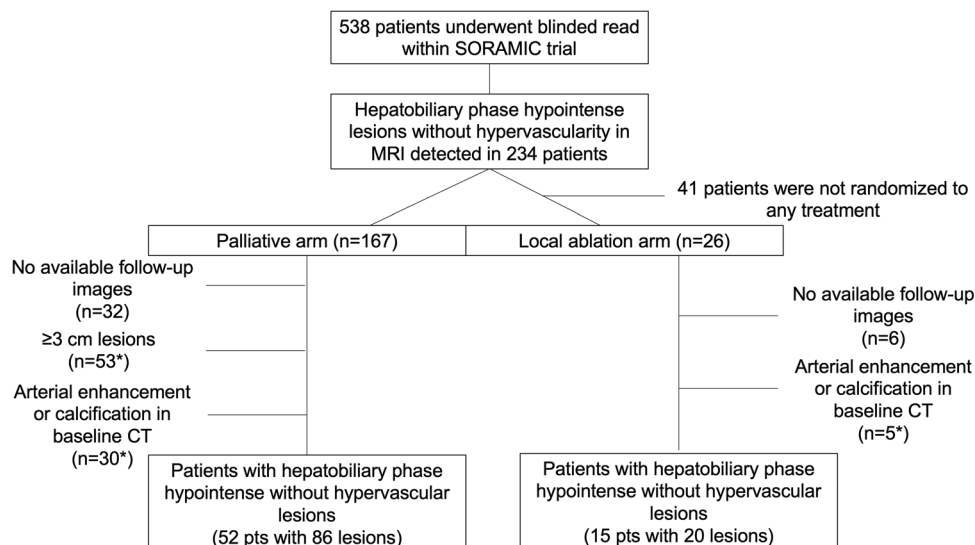 538 patients underwent blinded read
within SORAMIC trial
Hepatobiliary phase hypointense
lesions without hypervascularity in
MRI detected in 234 patients
41 patients were not randomized to
any treatment
Palliative arm (n=167)
Local ablation arm (n=26)
No available follow-up
images
(n=32)
≥3 cm lesions
(n=53*)
Arterial enhancement
or calcification in
baseline CT
(n=30*)
No available follow-up
images
(n=6)
Arterial enhancement
or calcification in
baseline CT
(n=5*)
Patients with hepatobiliary phase
hypointense without hypervascular
lesions
(52 pts with 86 lesions)
Patients with hepatobiliary phase
hypointense without hypervascular
lesions
(15 pts with 20 lesions)